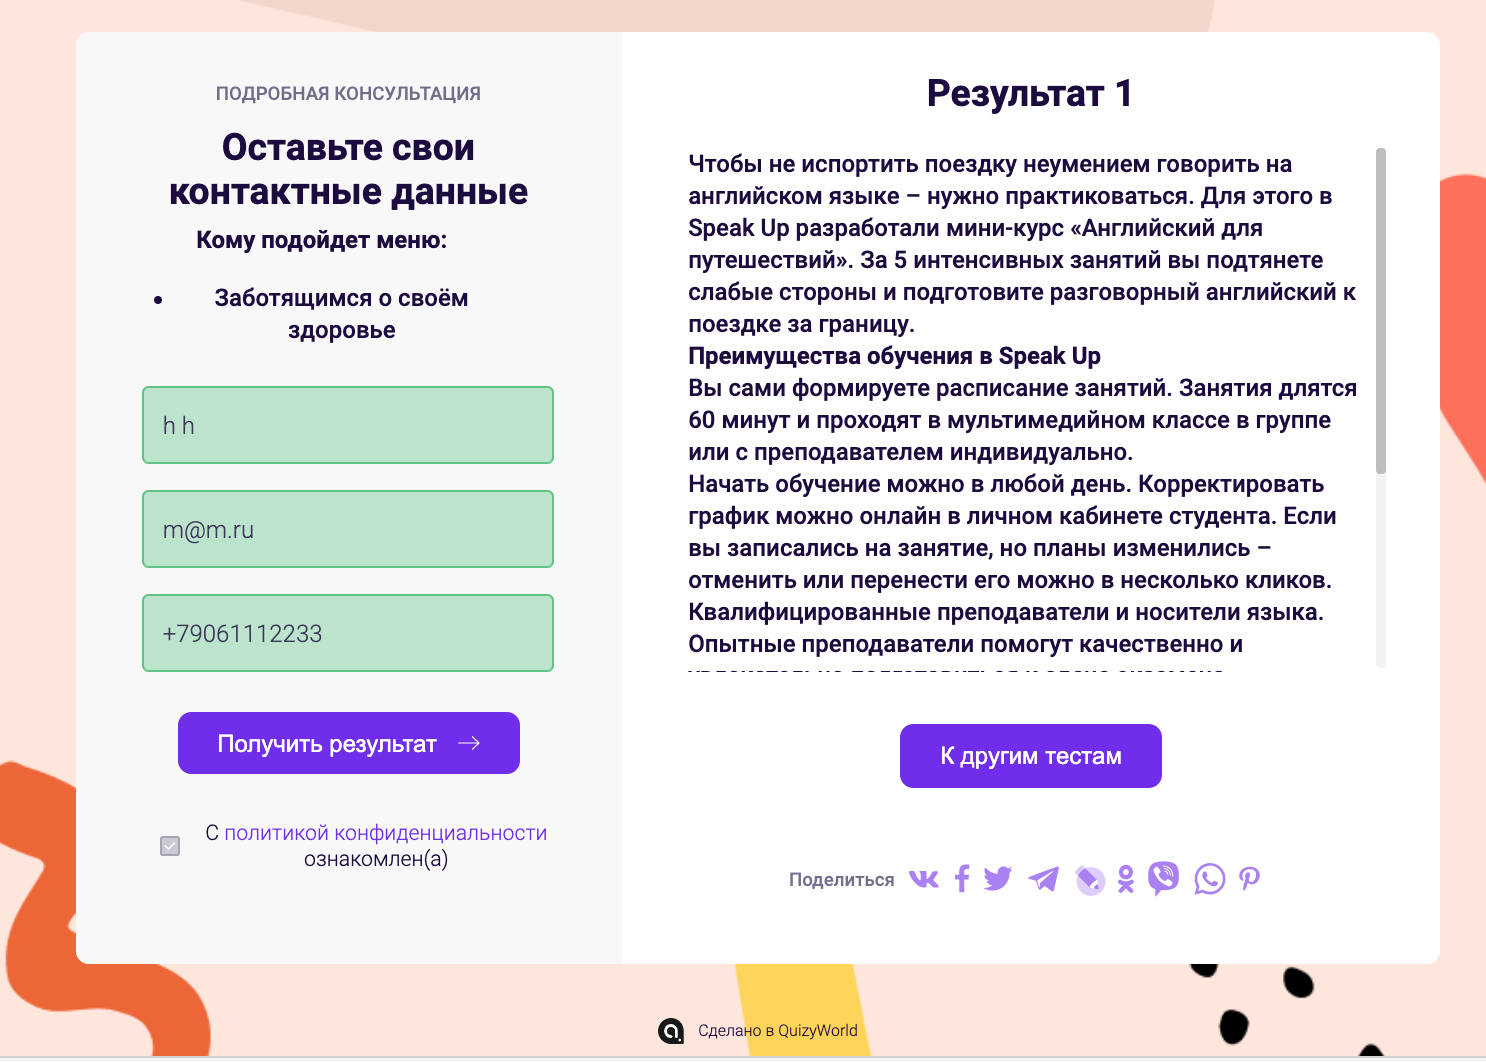 ПОДРОБНАЯ КОНСУЛЬТАЦИЯ
Оставьте свои
контактные данные
Кому подойдет меню:
• Заботящимся о своём
здоровье
h h
m@m.ru
+79061112233
Получить результат →
С политикой конфиденциальности
ознакомлен(а)
Результат 1
Чтобы не испортить поездку неумением говорить на
английском языке – нужно практиковаться. Для этого в
Speak Up разработали мини-курс «Английский для
путешествий». За 5 интенсивных занятий вы подтянете
слабые стороны и подготовите разговорный английский к
поездке за границу.
Преимущества обучения в Speak Up
Вы сами формируете расписание занятий. Занятия длятся
60 минут и проходят в мультимедийном классе в группе
или с преподавателем индивидуально.
Начать обучение можно в любой день. Корректировать
график можно онлайн в личном кабинете студента. Если
вы записались на занятие, но планы изменились –
отменить или перенести его можно в несколько кликов.
Квалифицированные преподаватели и носители языка.
Опытные преподаватели помогут качественно и
К другим тестам
Поделиться
Сделано в QuizyWorld